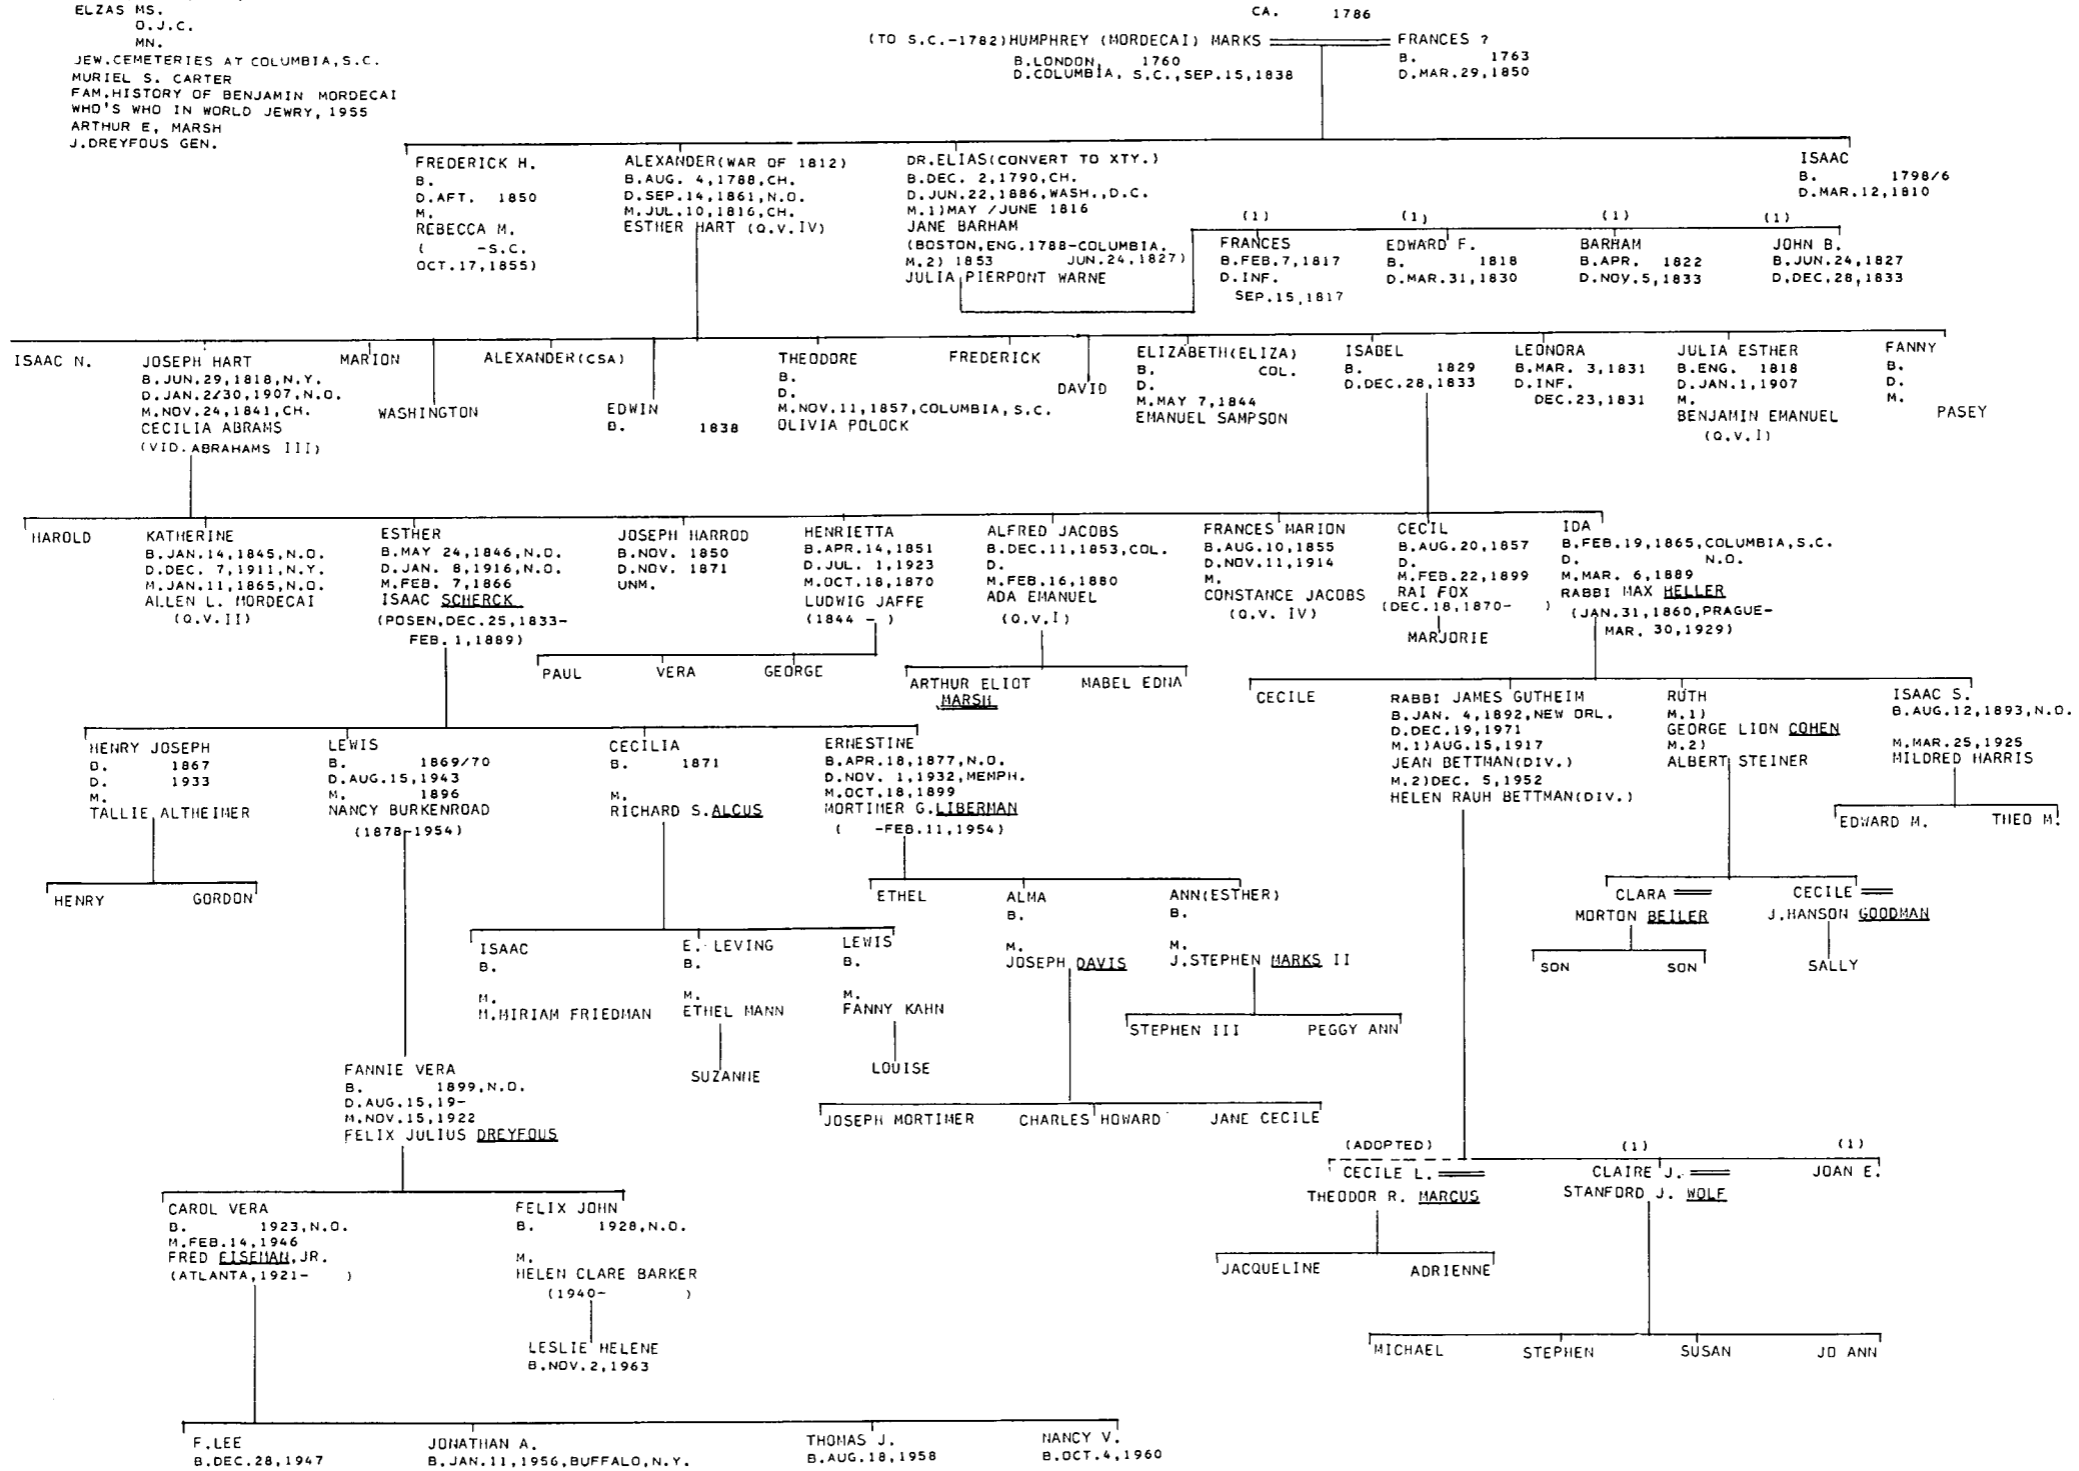 ELZAS MS.
O.J.C.
MN.
JEW.CEMETERIES AT COLUMBIA,S.C.
MURIEL S. CARTER
FAM.HISTORY OF BENJAMIN MORDECAI
WHO'S WHO IN WORLD JEWRY, 1955
ARTHUR E, MARSH
J.DREYFOUS GEN.
CA. 1786
(TO S.C.-1782)HUMPHREY (MORDECAI) MARKS
B.LONDON, 1760
D.COLUMBIA, S.C.,SEP.15,1838
FRANCES ?
B. 1763
D.MAR.29,1850
FREDERICK H.
B.
D.AFT. 1850
M.
REBECCA M.
( -S.C.
OCT.17,1855)
ALEXANDER(WAR OF 1812)
B.AUG. 4,1788,CH.
D.SEP.14,1861,N.O.
M.JUL.10,1816,CH.
ESTHER HART (Q.V.IV)
DR.ELIAS(CONVERT TO XTY.)
B.DEC. 2,1790,CH.
D.JUN.22,1886,WASH.,D.C.
M.1)MAY /JUNE 1816
JANE BARHAM
(BOSTON,ENG.1788-COLUMBIA,
M.2) 1853 JUN.24,1827)
JULIA PIERPONT WARNE
ISAAC
B. 1798/6
D.MAR.12,1810
(1)
FRANCES
B.FEB.7,1817
D.INF.
SEP.15,1817
(1)
EDWARD F.
B. 1818
D.MAR.31,1830
(1)
BARHAM
B.APR. 1822
D.NOV.5,1833
(1)
JOHN B.
B.JUN.24,1827
D.DEC.28,1833
ISAAC N.
JOSEPH HART
B.JUN.29,1818,N.Y.
D.JAN.2/30,1907,N.O.
M.NOV.24,1841,CH.
CECILIA ABRAMS
(VID.ABRAHAMS III)
MARION
WASHINGTON
ALEXANDER(CSA)
EDWIN
B. 1838
THEODORE
B.
D.
M.NOV.11,1857,COLUMBIA,S.C.
OLIVIA POLOCK
FREDERICK
DAVID
ELIZABETH(ELIZA)
B. COL.
D.
M.MAY 7,1844
EMANUEL SAMPSON
ISABEL
B. 1829
D.DEC.28,1833
LEONORA
B.MAR. 3,1831
D.INF.
DEC.23,1831
JULIA ESTHER
B.ENG. 1818
D.JAN.1,1907
M.
BENJAMIN EMANUEL
(Q.V.I)
FANNY
B.
D.
M.
PASEY
HAROLD
KATHERINE
B.JAN.14,1845,N.O.
D.DEC. 7,1911,N.Y.
M.JAN.11,1865,N.O.
ALLEN L. MORDECAI
(Q.V.II)
ESTHER
B.MAY 24,1846,N.O.
D.JAN. 8,1916,N.O.
M.FEB. 7,1866
ISAAC SCHERCK
(POSEN,DEC.25,1833-
FEB.1,1889)
JOSEPH HARROD
B.NOV. 1850
D.NOV. 1871
UNM.
HENRIETTA
B.APR.14,1851
D.JUL. 1,1923
M.OCT.18,1870
LUDWIG JAFFE
(1844 - )
ALFRED JACOBS
B.DEC.11,1853,COL.
D.
M.FEB.16,1880
ADA EMANUEL
(Q.V.I)
FRANCES MARION
B.AUG.10,1855
D.NOV.11,1914
M.
CONSTANCE JACOBS
(Q.V. IV)
CECIL
B.AUG.20,1857
D.
M.FEB.22,1899
RAI FOX
(DEC.18,1870- )
MARJORIE
IDA
B.FEB.19,1865,COLUMBIA,S.C.
D. N.O.
M.MAR. 6,1889
RABBI MAX HELLER
(JAN.31,1860,PRAGUE-
MAR. 30,1929)
PAUL
VERA
GEORGE
ARTHUR ELIOT
MARSH
MABEL EDNA
CECILE
RABBI JAMES GUTHEIM
B.JAN. 4,1892,NEW ORL.
D.DEC.19,1971
M.1)AUG.15,1917
JEAN BETTMAN(DIV.)
M.2)DEC. 5,1952
HELEN RAUH BETTMAN(DIV.)
RUTH
M.1)
GEORGE LION COHEN
M.2)
ALBERT STEINER
ISAAC S.
B.AUG.12,1893,N.O.
M.MAR.25,1925
MILDRED HARRIS
HENRY JOSEPH
B. 1867
D. 1933
M.
TALLIE ALTHEIMER
LEWIS
B. 1869/70
D.AUG.15,1943
M. 1896
NANCY BURKENROAD
(1878-1954)
CECILIA
B. 1871
M.
RICHARD S.ALCUS
ERNESTINE
B.APR.18,1877,N.O.
D.NOV. 1,1932,MEMPH.
M.OCT.18,1899
MORTIMER G.LIBERMAN
( -FEB.11,1954)
EDWARD M.
THEO M.
HENRY
GORDON
ETHEL
ALMA
B.
M.
JOSEPH DAVIS
ANN(ESTHER)
B.
M.
J.STEPHEN MARKS II
CLARA
MORTON BEILER
CECILE
J.HANSON GOODMAN
SON
SON
SALLY
ISAAC
B.
M.
M.MIRIAM FRIEDMAN
E. LEVING
B.
M.
ETHEL MANN
LEWIS
B.
M.
FANNY KAHN
STEPHEN III
PEGGY ANN
SUZANNE
LOUISE
FANNIE VERA
B. 1899,N.O.
D.AUG.15,19-
M.NOV.15,1922
FELIX JULIUS DREYFOUS
JOSEPH MORTIMER
CHARLES HOWARD
JANE CECILE
(ADOPTED)
CECILE L.
THEODOR R. MARCUS
(1)
CLAIRE J.
STANFORD J. WOLF
(1)
JOAN E.
CAROL VERA
B. 1923,N.O.
M.FEB.14,1946
FRED EISEMAN,JR.
(ATLANTA,1921- )
FELIX JOHN
B. 1928,N.O.
M.
HELEN CLARE BARKER
(1940- )
JACQUELINE
ADRIENNE
LESLIE HELENE
B.NOV.2,1963
MICHAEL
STEPHEN
SUSAN
JO ANN
F.LEE
B.DEC.28,1947
JONATHAN A.
B.JAN.11,1956,BUFFALO,N.Y.
THOMAS J.
B.AUG.18,1958
NANCY V.
B.OCT.4,1960